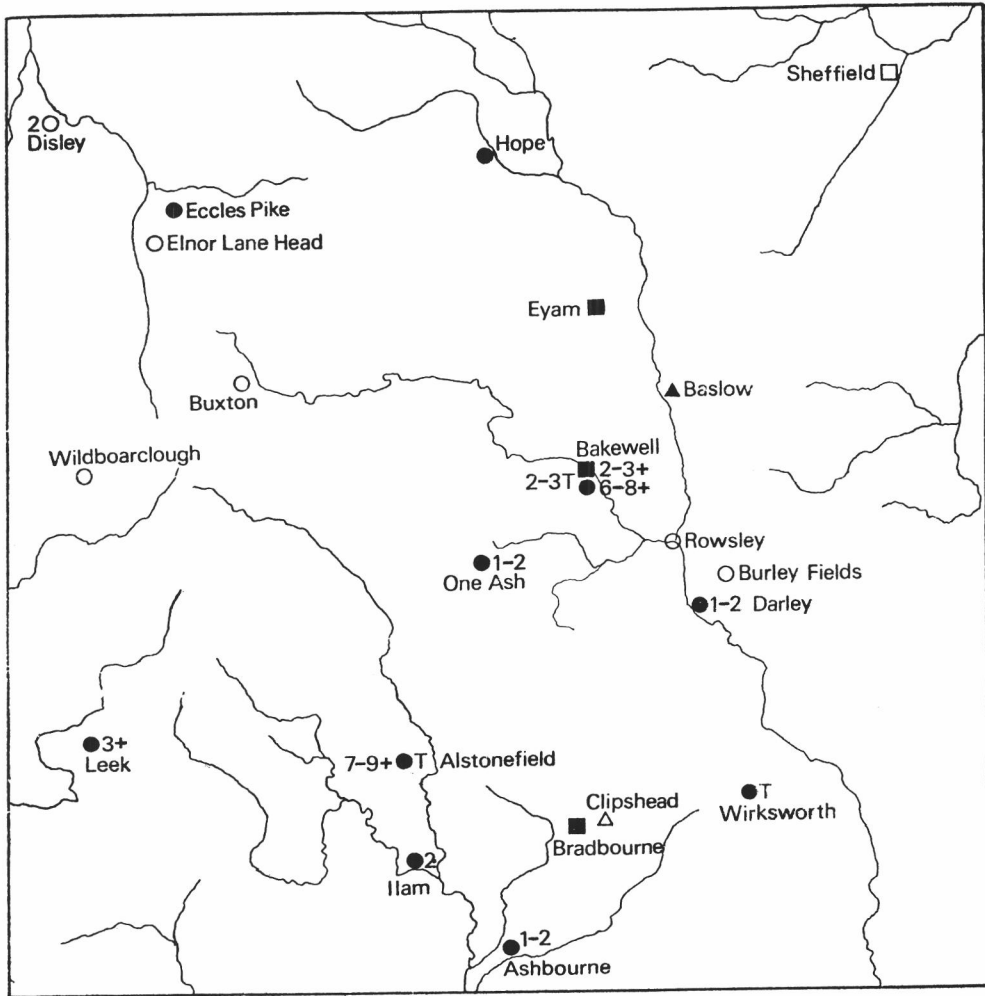 Sheffield
2
Disley
Hope
Eccles Pike
Elnor Lane Head
Eyam
Buxton
Baslow
Wildboarclough
Bakewell
2-3T 2-3+
6-8+
Rowsley
1-2
One Ash
Burley Fields
1-2 Darley
3+
Leek
7-9+ T Alstonefield
T
Wirksworth
Clipshead
Bradbourne
2
Ilam
1-2
Ashbourne